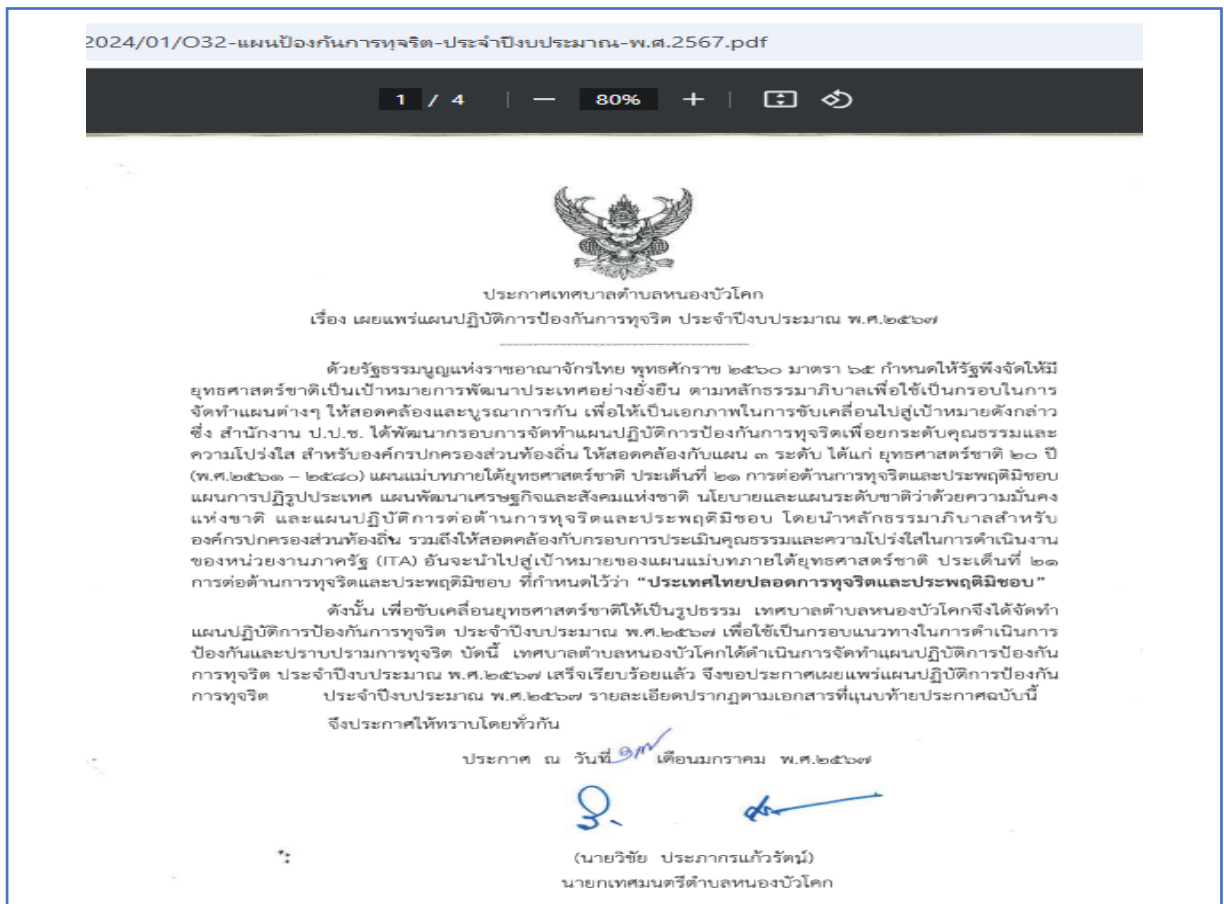 2024/01/O32-แผนป้องกันการทุจริต-ประจำปีงบประมาณ-พ.ศ.2567.pdf
1 / 4 | — 80% + |
ประกาศเทศบาลตำบลหนองบัวโคก
เรื่อง เผยแพร่แผนปฏิบัติการป้องกันการทุจริต ประจำปีงบประมาณ พ.ศ.๒๕๖๗
ด้วยรัฐธรรมนูญแห่งราชอาณาจักรไทย พุทธศักราช ๒๕๖๐ มาตรา ๖๕ กำหนดให้รัฐพึงจัดให้มี
ยุทธศาสตร์ชาติเป็นเป้าหมายการพัฒนาประเทศอย่างยั่งยืน ตามหลักธรรมาภิบาลเพื่อใช้เป็นกรอบในการ
จัดทำแผนต่างๆ ให้สอดคล้องและบูรณาการกัน เพื่อให้เป็นเอกภาพในการขับเคลื่อนไปสู่เป้าหมายดังกล่าว
ซึ่ง สำนักงาน ป.ป.ช. ได้พัฒนากรอบการจัดทำแผนปฏิบัติการป้องกันการทุจริตเพื่อยกระดับคุณธรรมและ
ความโปร่งใส สำหรับองค์กรปกครองส่วนท้องถิ่น ให้สอดคล้องกับแผน ๓ ระดับ ได้แก่ ยุทธศาสตร์ชาติ ๒๐ ปี
(พ.ศ.๒๕๖๑ – ๒๕๘๐) แผนแม่บทภายใต้ยุทธศาสตร์ชาติ ประเด็นที่ ๒๑ การต่อต้านการทุจริตและประพฤติมิชอบ
แผนการปฏิรูปประเทศ แผนพัฒนาเศรษฐกิจและสังคมแห่งชาติ นโยบายและแผนระดับชาติว่าด้วยความมั่นคง
แห่งชาติ และแผนปฏิบัติการต่อต้านการทุจริตและประพฤติมิชอบ โดยนำหลักธรรมาภิบาลสำหรับ
องค์กรปกครองส่วนท้องถิ่น รวมถึงให้สอดคล้องกับกรอบการประเมินคุณธรรมและความโปร่งใสในการดำเนินงาน
ของหน่วยงานภาครัฐ (ITA) อันจะนำไปสู่เป้าหมายของแผนแม่บทภายใต้ยุทธศาสตร์ชาติ ประเด็นที่ ๒๑
การต่อต้านการทุจริตและประพฤติมิชอบ ที่กำหนดไว้ว่า “ประเทศไทยปลอดการทุจริตและประพฤติมิชอบ”
ดังนั้น เพื่อขับเคลื่อนยุทธศาสตร์ชาติให้เป็นรูปธรรม เทศบาลตำบลหนองบัวโคกจึงได้จัดทำ
แผนปฏิบัติการป้องกันการทุจริต ประจำปีงบประมาณ พ.ศ.๒๕๖๗ เพื่อใช้เป็นกรอบแนวทางในการดำเนินการ
ป้องกันและปราบปรามการทุจริต บัดนี้ เทศบาลตำบลหนองบัวโคกได้ดำเนินการจัดทำแผนปฏิบัติการป้องกัน
การทุจริต ประจำปีงบประมาณ พ.ศ.๒๕๖๗ เสร็จเรียบร้อยแล้ว จึงขอประกาศเผยแพร่แผนปฏิบัติการป้องกัน
การทุจริต ประจำปีงบประมาณ พ.ศ.๒๕๖๗ รายละเอียดปรากฏตามเอกสารที่แนบท้ายประกาศฉบับนี้
จึงประกาศให้ทราบโดยทั่วกัน
ประกาศ ณ วันที่ ๑๗ เดือนมกราคม พ.ศ.๒๕๖๗
(นายวิชัย ประภากรแก้วรัตน์)
นายกเทศมนตรีตำบลหนองบัวโคก